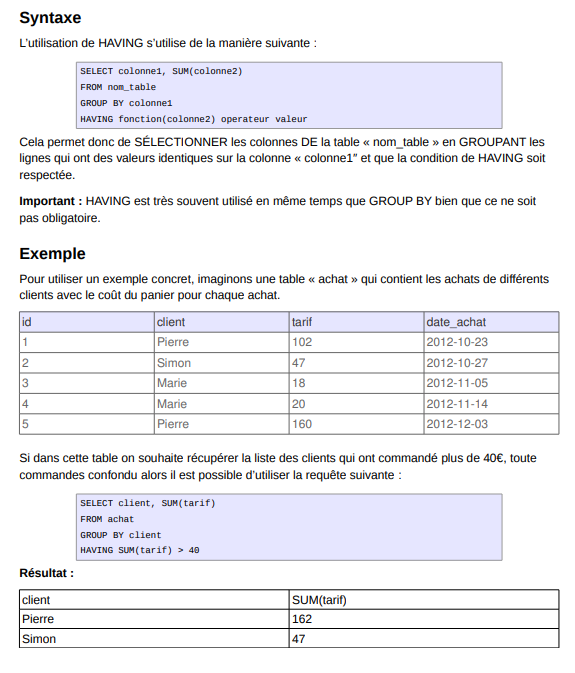 Syntaxe
L'utilisation de HAVING s'utilise de la manière suivante :
SELECT colonne1, SUM(colonne2)
FROM nom_table
GROUP BY colonne1
HAVING fonction(colonne2) operateur valeur
Cela permet donc de SÉLECTIONNER les colonnes DE la table « nom_table » en GROUPANT les
lignes qui ont des valeurs identiques sur la colonne « colonne1″ et que la condition de HAVING soit
respectée.
Important : HAVING est très souvent utilisé en même temps que GROUP BY bien que ce ne soit
pas obligatoire.
Exemple
Pour utiliser un exemple concret, imaginons une table « achat » qui contient les achats de différents
clients avec le coût du panier pour chaque achat.
id client tarif date_achat
1 Pierre 102 2012-10-23
2 Simon 47 2012-10-27
3 Marie 18 2012-11-05
4 Marie 20 2012-11-14
5 Pierre 160 2012-12-03
Si dans cette table on souhaite récupérer la liste des clients qui ont commandé plus de 40€, toute
commandes confondu alors il est possible d'utiliser la requête suivante :
SELECT client, SUM(tarif)
FROM achat
GROUP BY client
HAVING SUM(tarif) > 40
Résultat :
client SUM(tarif)
Pierre 162
Simon 47